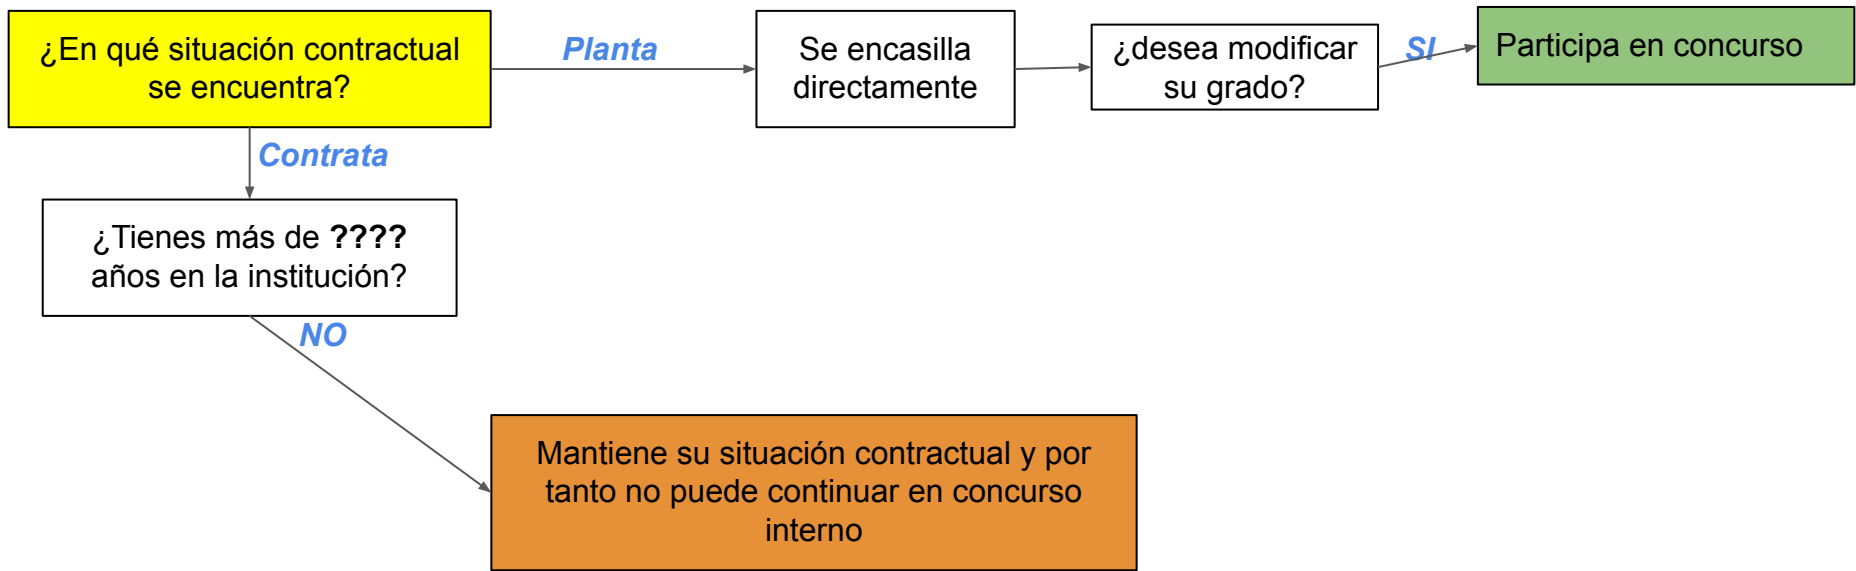 ¿En qué situación contractual
se encuentra?
Planta
Se encasilla
directamente
¿desea modificar
su grado?
SI
Participa en concurso
Contrata
¿Tienes más de ????
años en la institución?
NO
Mantiene su situación contractual y por
tanto no puede continuar en concurso
interno